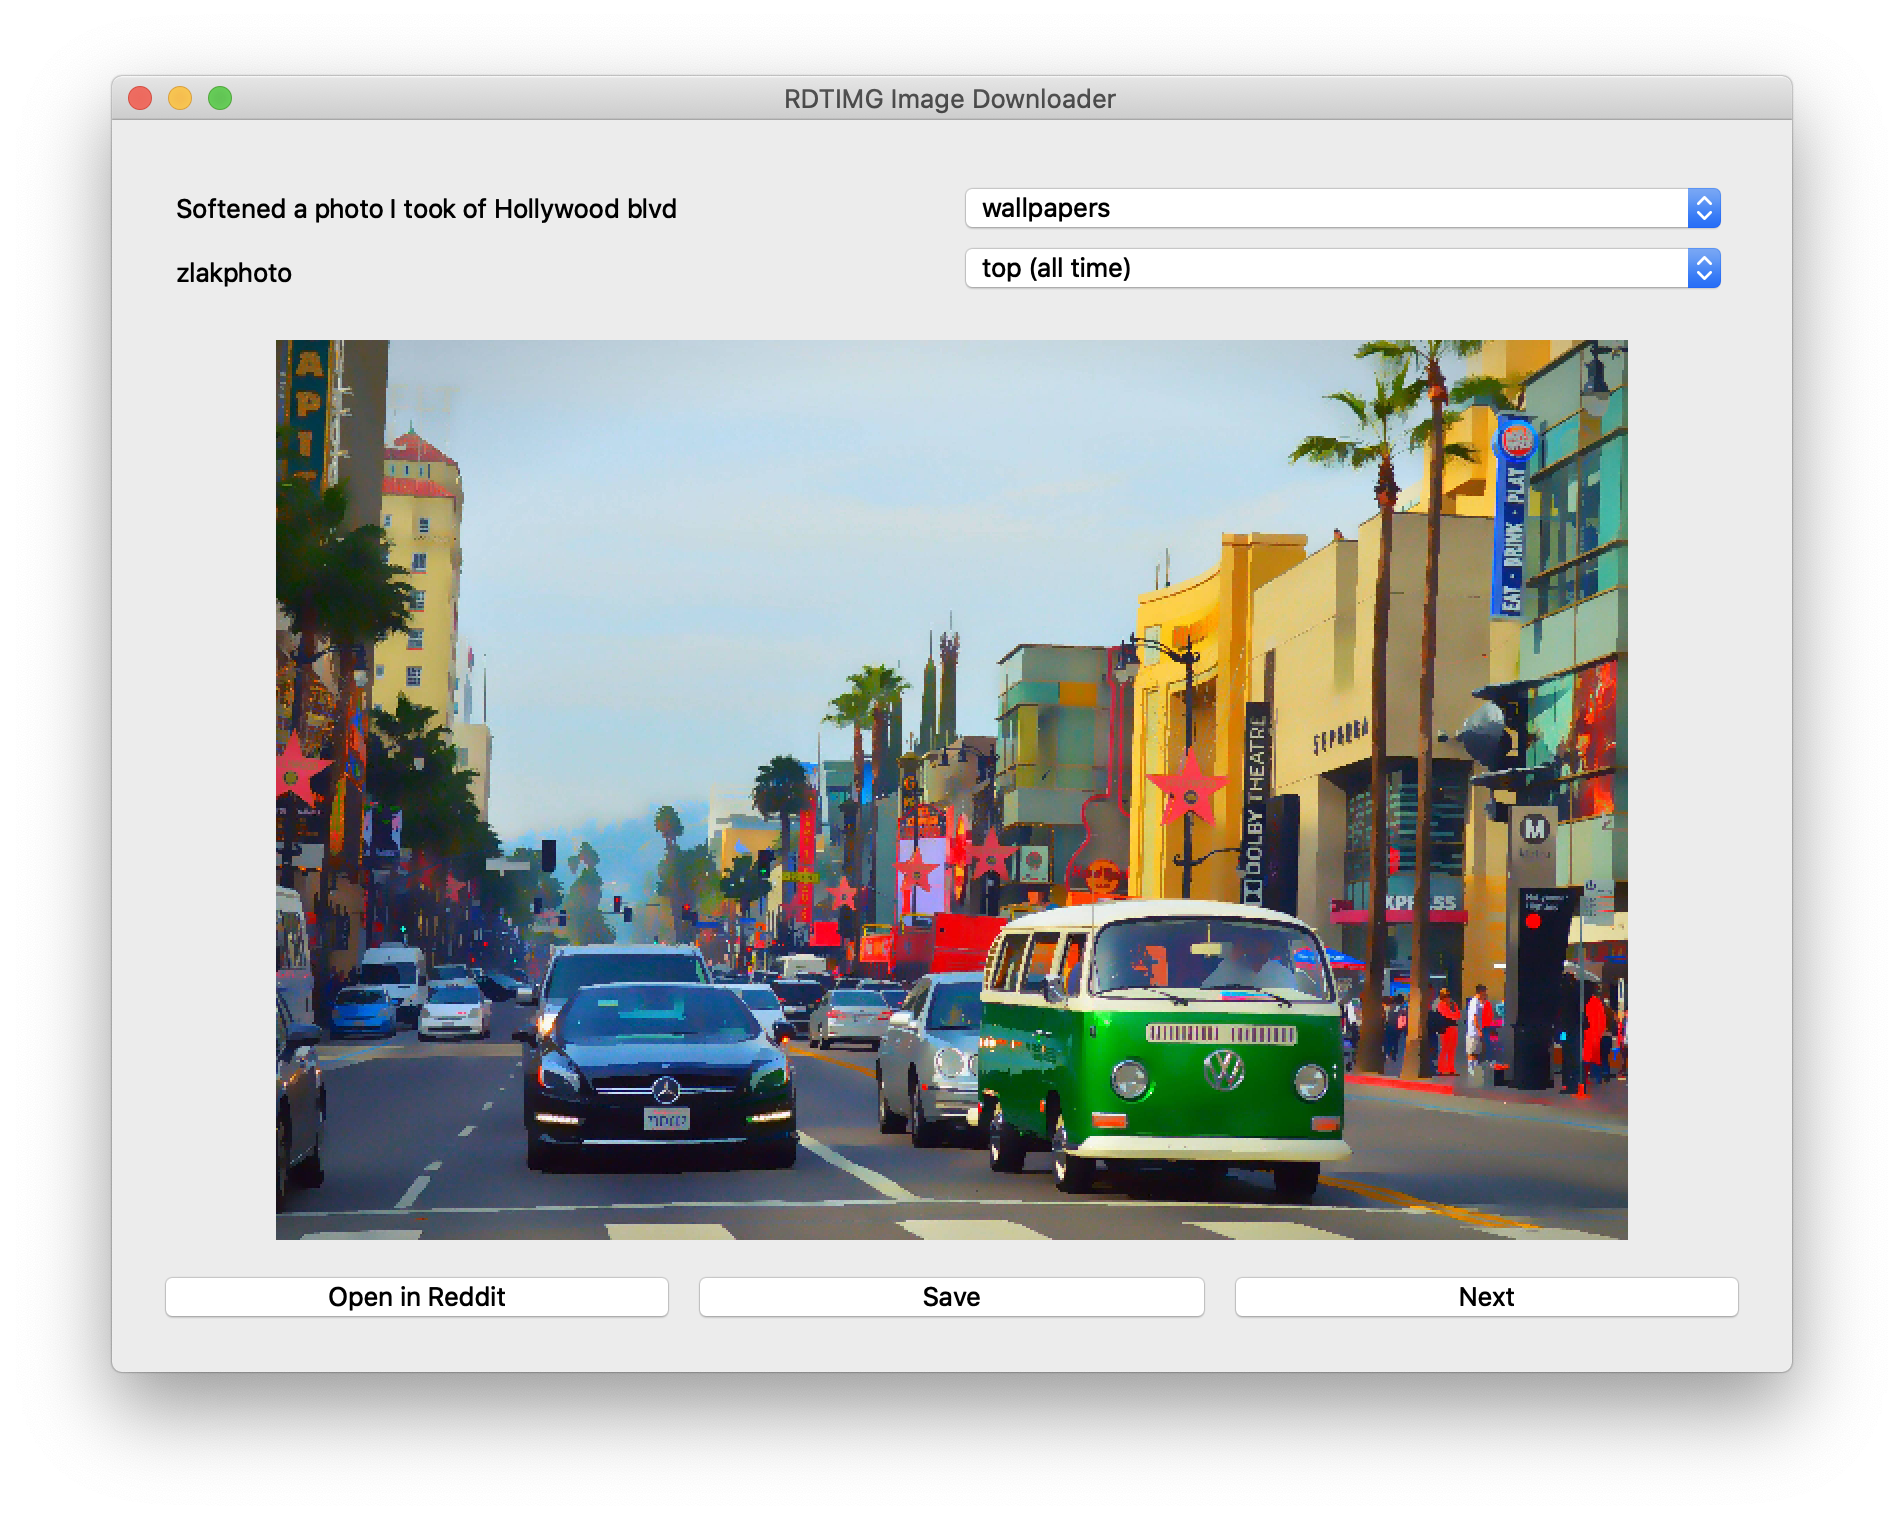 RDTIMG Image Downloader
Softened a photo I took of Hollywood blvd
wallpapers
zlakphoto
top (all time)
EAT · DRINK · PLAY
DOLBY THEATRE
SEPHORA
M
XPRESS
Open in Reddit
Save
Next